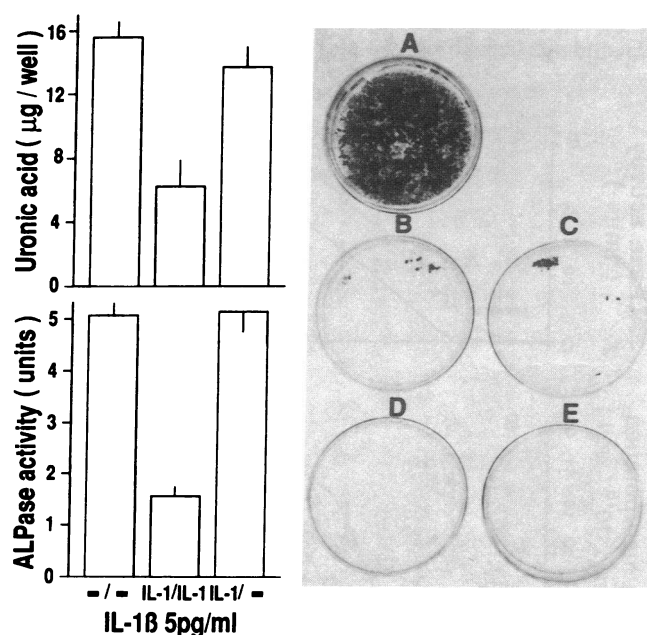 Uronic acid ( µg / well)
16
12
8
4
0
ALPase activity ( units)
5
4
3
2
1
0
- / - IL-1/IL-1 IL-1/ -
IL-1ß 5pg/ml
A
B
C
D
E